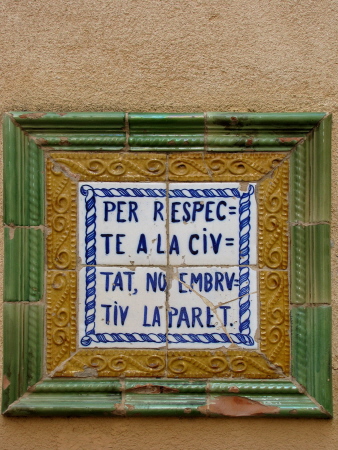 PER RESPEC=
TE A LA CIV=
TAT, NO EMBRV=
TIV LA PARET.